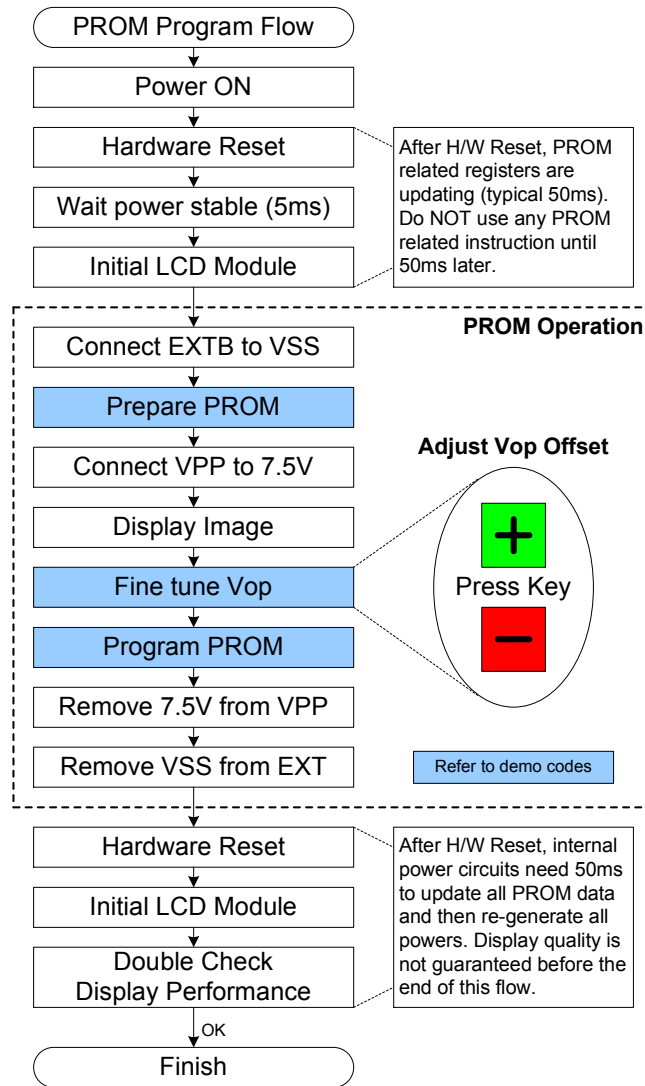 PROM Program Flow
Power ON
Hardware Reset
Wait power stable (5ms)
Initial LCD Module
After H/W Reset, PROM
related registers are
updating (typical 50ms).
Do NOT use any PROM
related instruction until
50ms later.
PROM Operation
Connect EXTB to VSS
Prepare PROM
Connect VPP to 7.5V
Display Image
Fine tune Vop
Program PROM
Remove 7.5V from VPP
Remove VSS from EXT
Adjust Vop Offset
+
Press Key
−
Refer to demo codes
Hardware Reset
Initial LCD Module
Double Check
Display Performance
After H/W Reset, internal
power circuits need 50ms
to update all PROM data
and then re-generate all
powers. Display quality is
not guaranteed before the
end of this flow.
OK
Finish